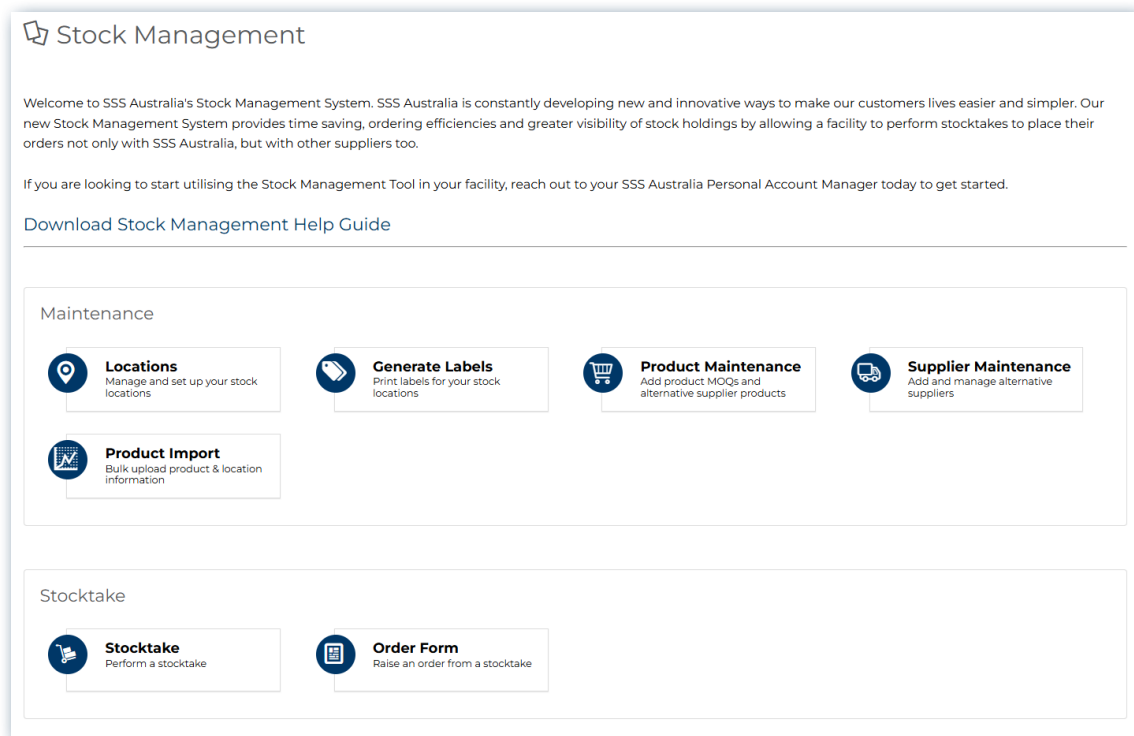 Stock Management
Welcome to SSS Australia's Stock Management System. SSS Australia is constantly developing new and innovative ways to make our customers lives easier and simpler. Our
new Stock Management System provides time saving, ordering efficiencies and greater visibility of stock holdings by allowing a facility to perform stocktakes to place their
orders not only with SSS Australia, but with other suppliers too.
If you are looking to start utilising the Stock Management Tool in your facility, reach out to your SSS Australia Personal Account Manager today to get started.
Download Stock Management Help Guide
Maintenance
Locations
Manage and set up your stock
locations
Generate Labels
Print labels for your stock
locations
Product Maintenance
Add product MOQs and
alternative supplier products
Supplier Maintenance
Add and manage alternative
suppliers
Product Import
Bulk upload product & location
information
Stocktake
Stocktake
Perform a stocktake
Order Form
Raise an order from a stocktake